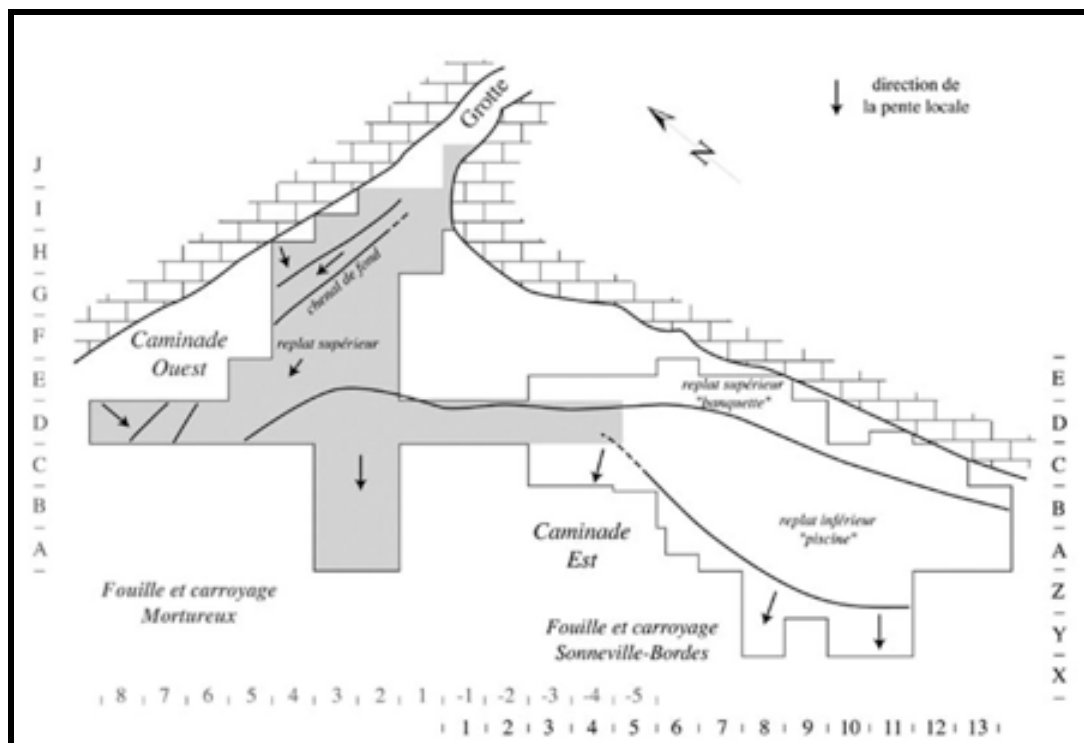 direction de
la pente locale
Grotte
N
J
I
H
G
F
E
D
C
B
A
chenal de fond
Caminade
Ouest
replat supérieur
replat supérieur
"banquette"
E
D
C
B
A
Z
Y
X
replat inférieur
"piscine"
Caminade
Est
Fouille et carroyage
Mortureux
Fouille et carroyage
Sonneville-Bordes
8 7 6 5 4 3 2 1 -1 -2 -3 -4 -5
1 2 3 4 5 6 7 8 9 10 11 12 13